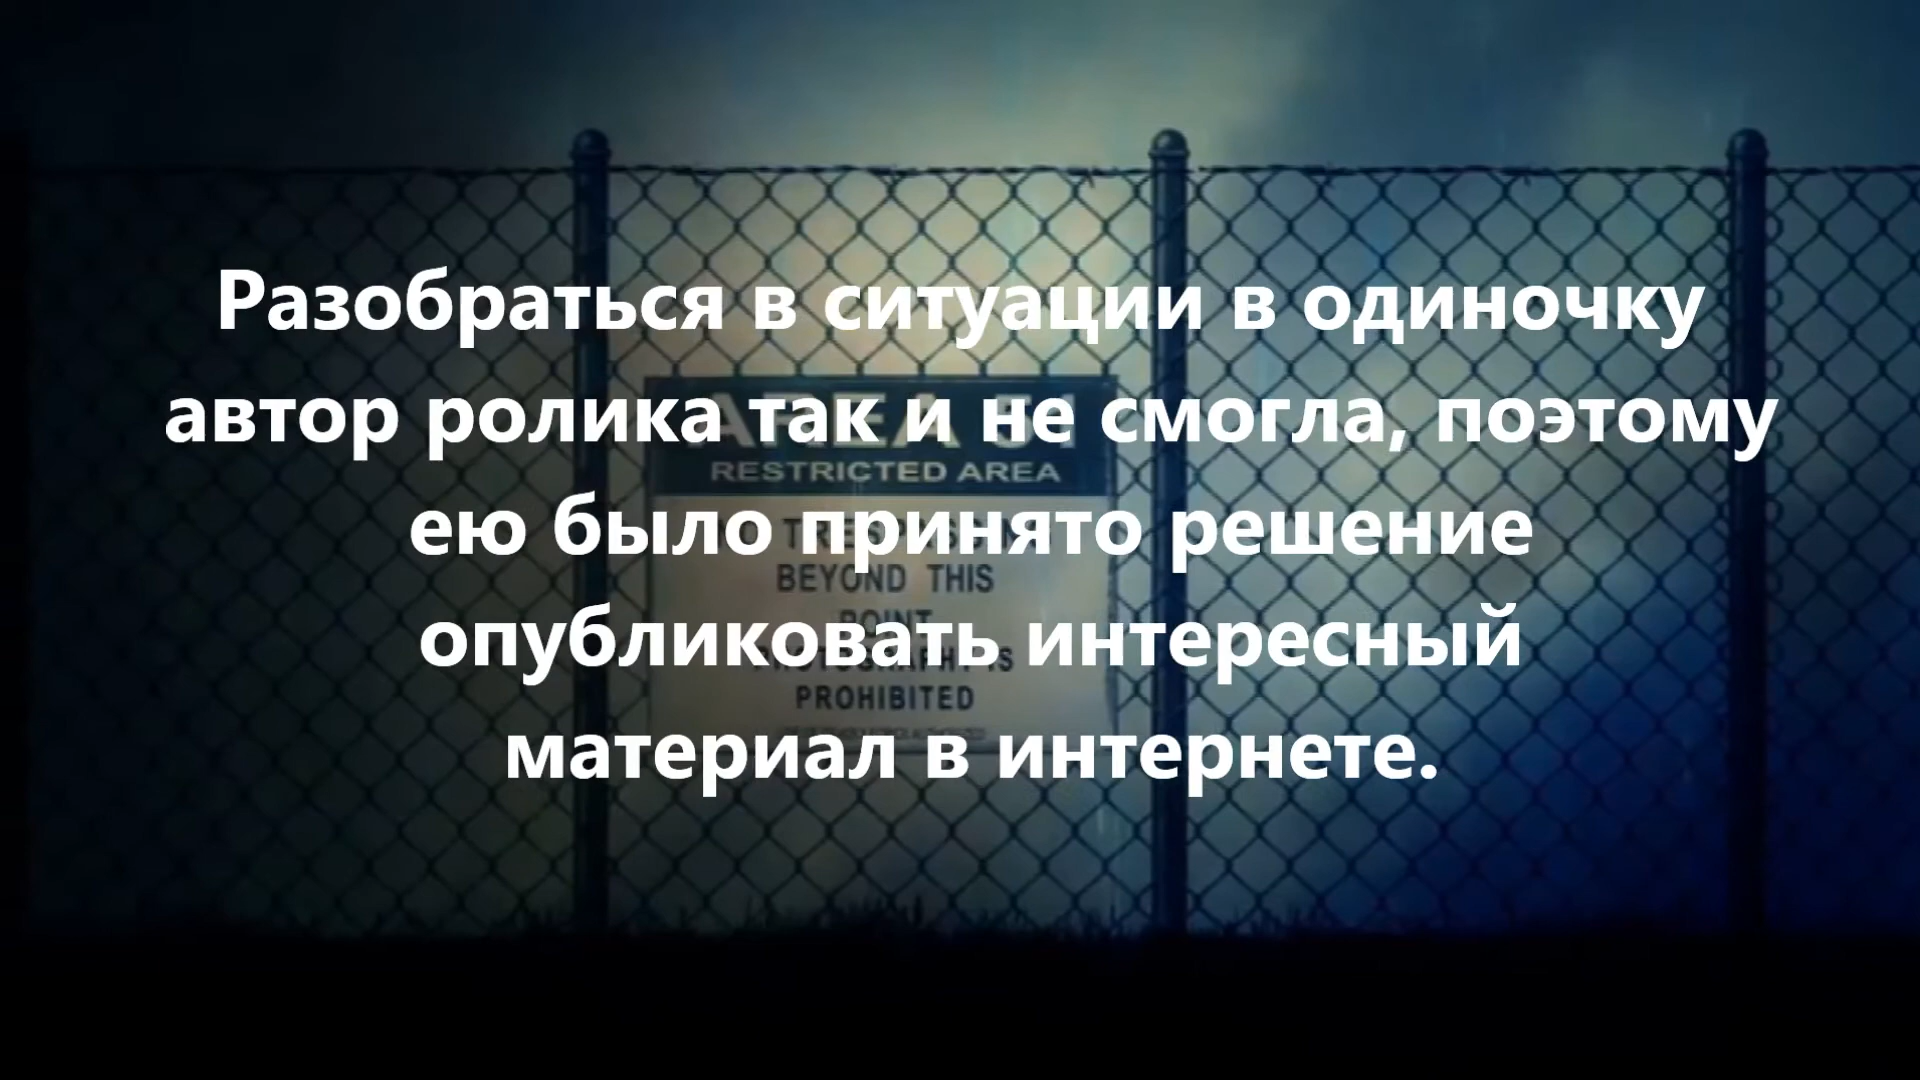 Разобраться в ситуации в одиночку
автор ролика так и не смогла, поэтому
RESTRICTED AREA
ею было принято решение
BEYOND THIS
POINT
опубликовать интересный
PROHIBITED
материал в интернете.